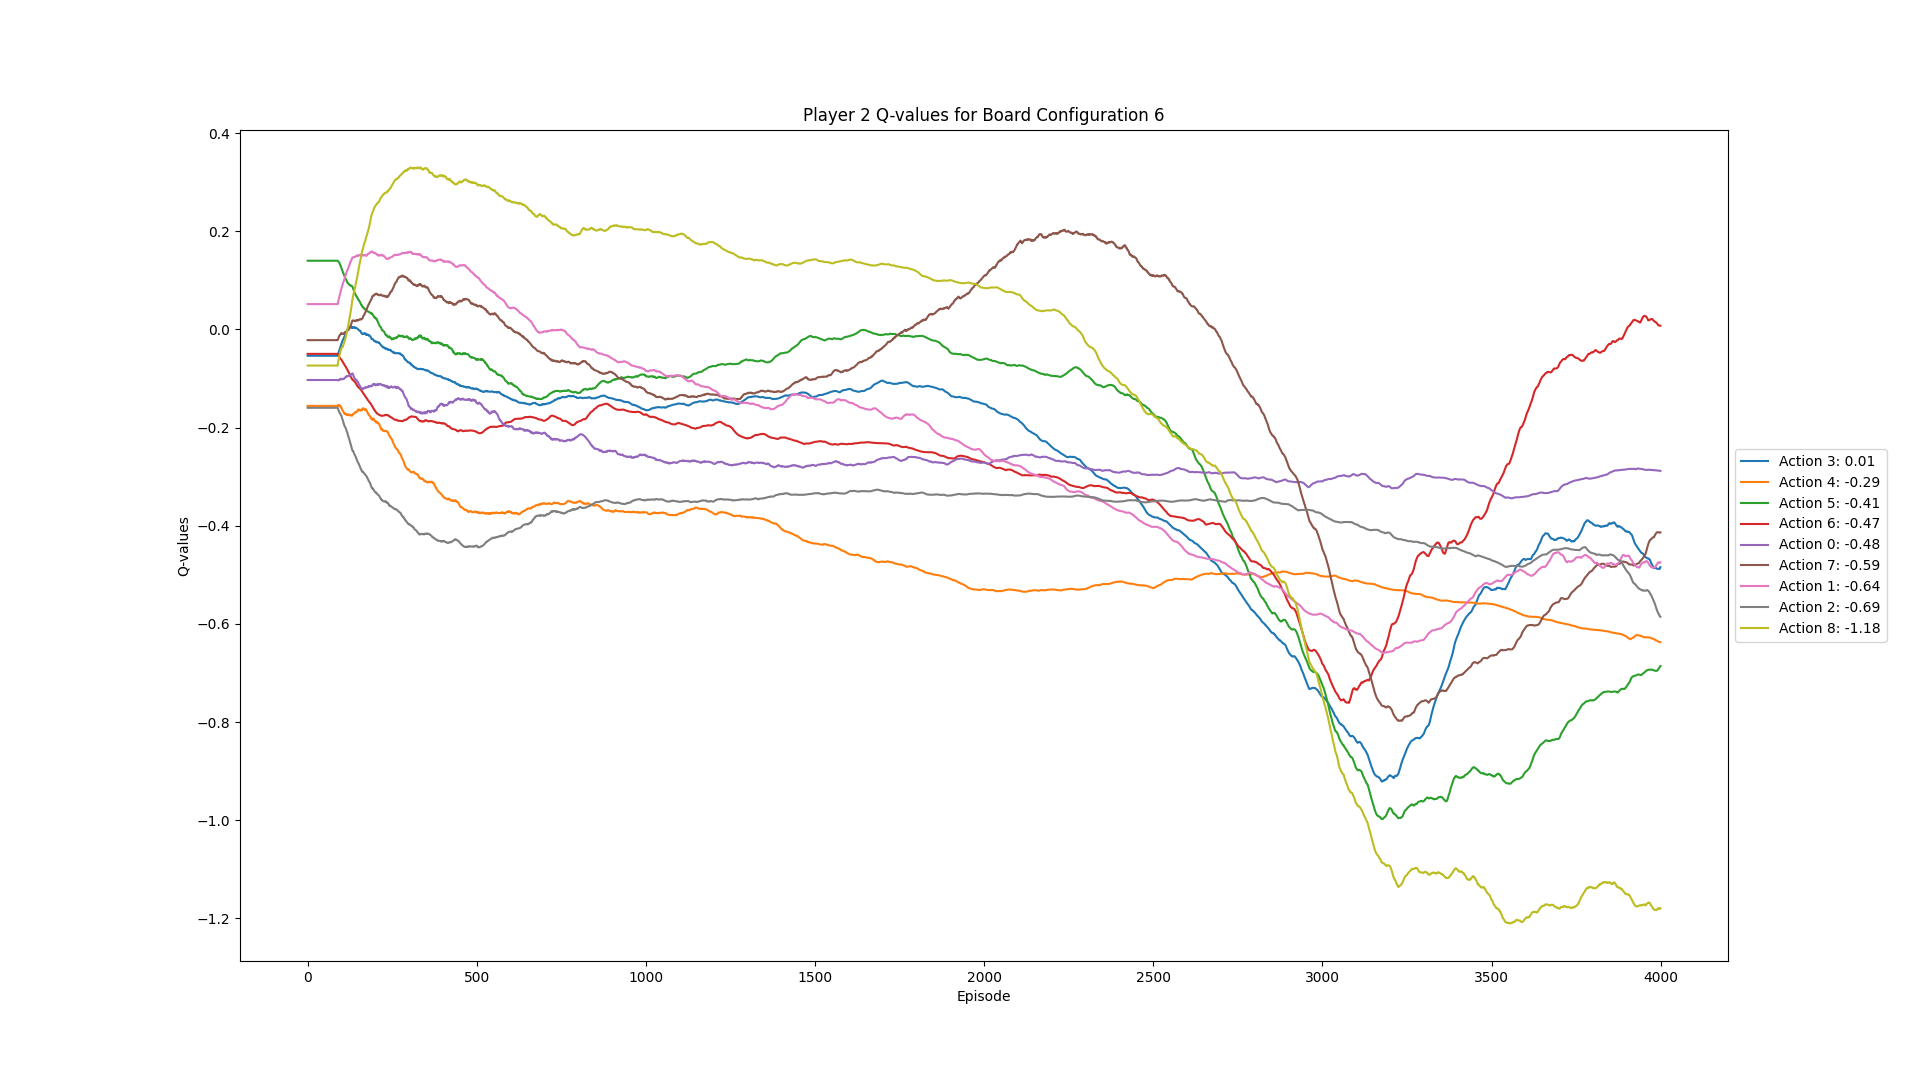 Player 2 Q-values for Board Configuration 6
0.4
0.2
0.0
−0.2
−0.4
−0.6
−0.8
−1.0
−1.2
Q-values
0 500 1000 1500 2000 2500 3000 3500 4000
Episode
Action 3: 0.01
Action 4: -0.29
Action 5: -0.41
Action 6: -0.47
Action 0: -0.48
Action 7: -0.59
Action 1: -0.64
Action 2: -0.69
Action 8: -1.18